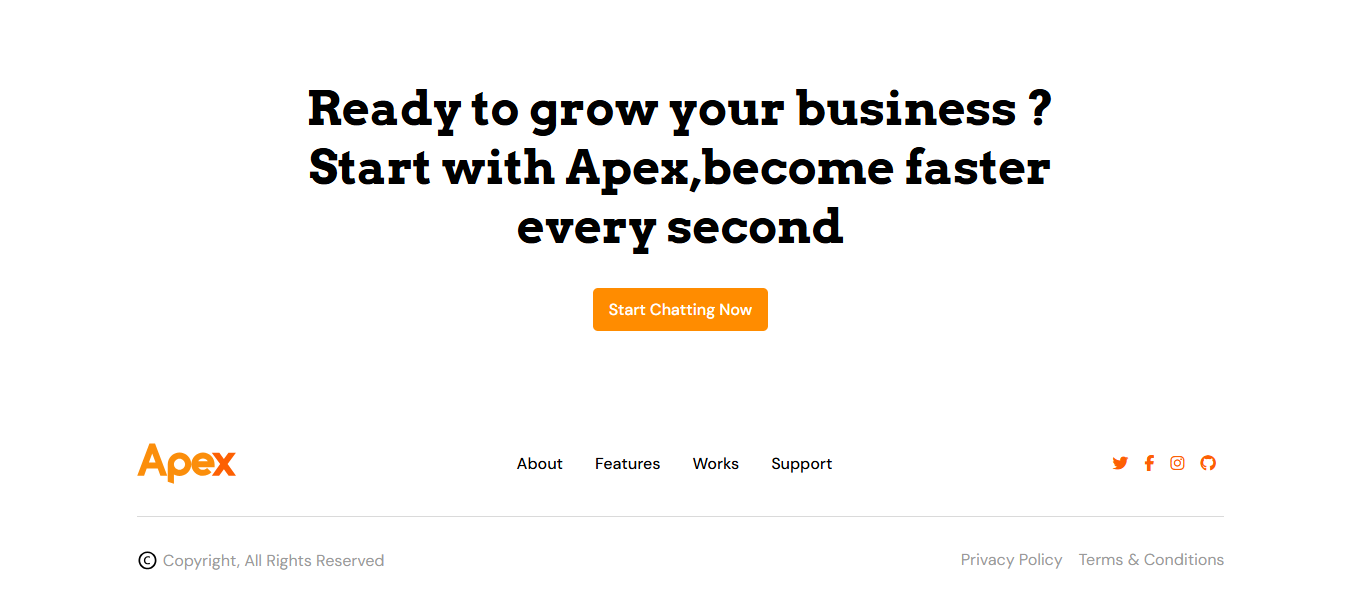 Ready to grow your business ?
Start with Apex,become faster
every second
Start Chatting Now
Apex
About Features Works Support
© Copyright, All Rights Reserved
Privacy Policy Terms & Conditions